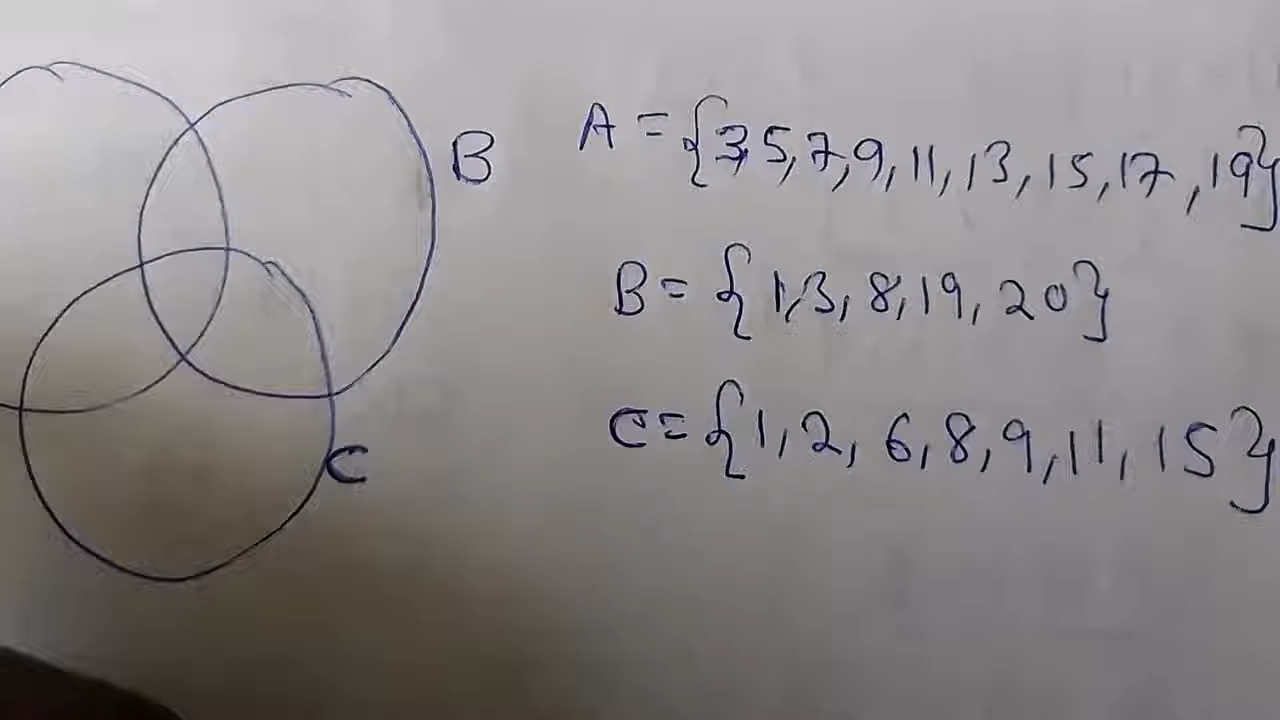 B
C
A = {3,5,7,9,11,13,15,17,19}
B = {1,3,8,19,20}
C = {1,2,6,8,9,11,15}